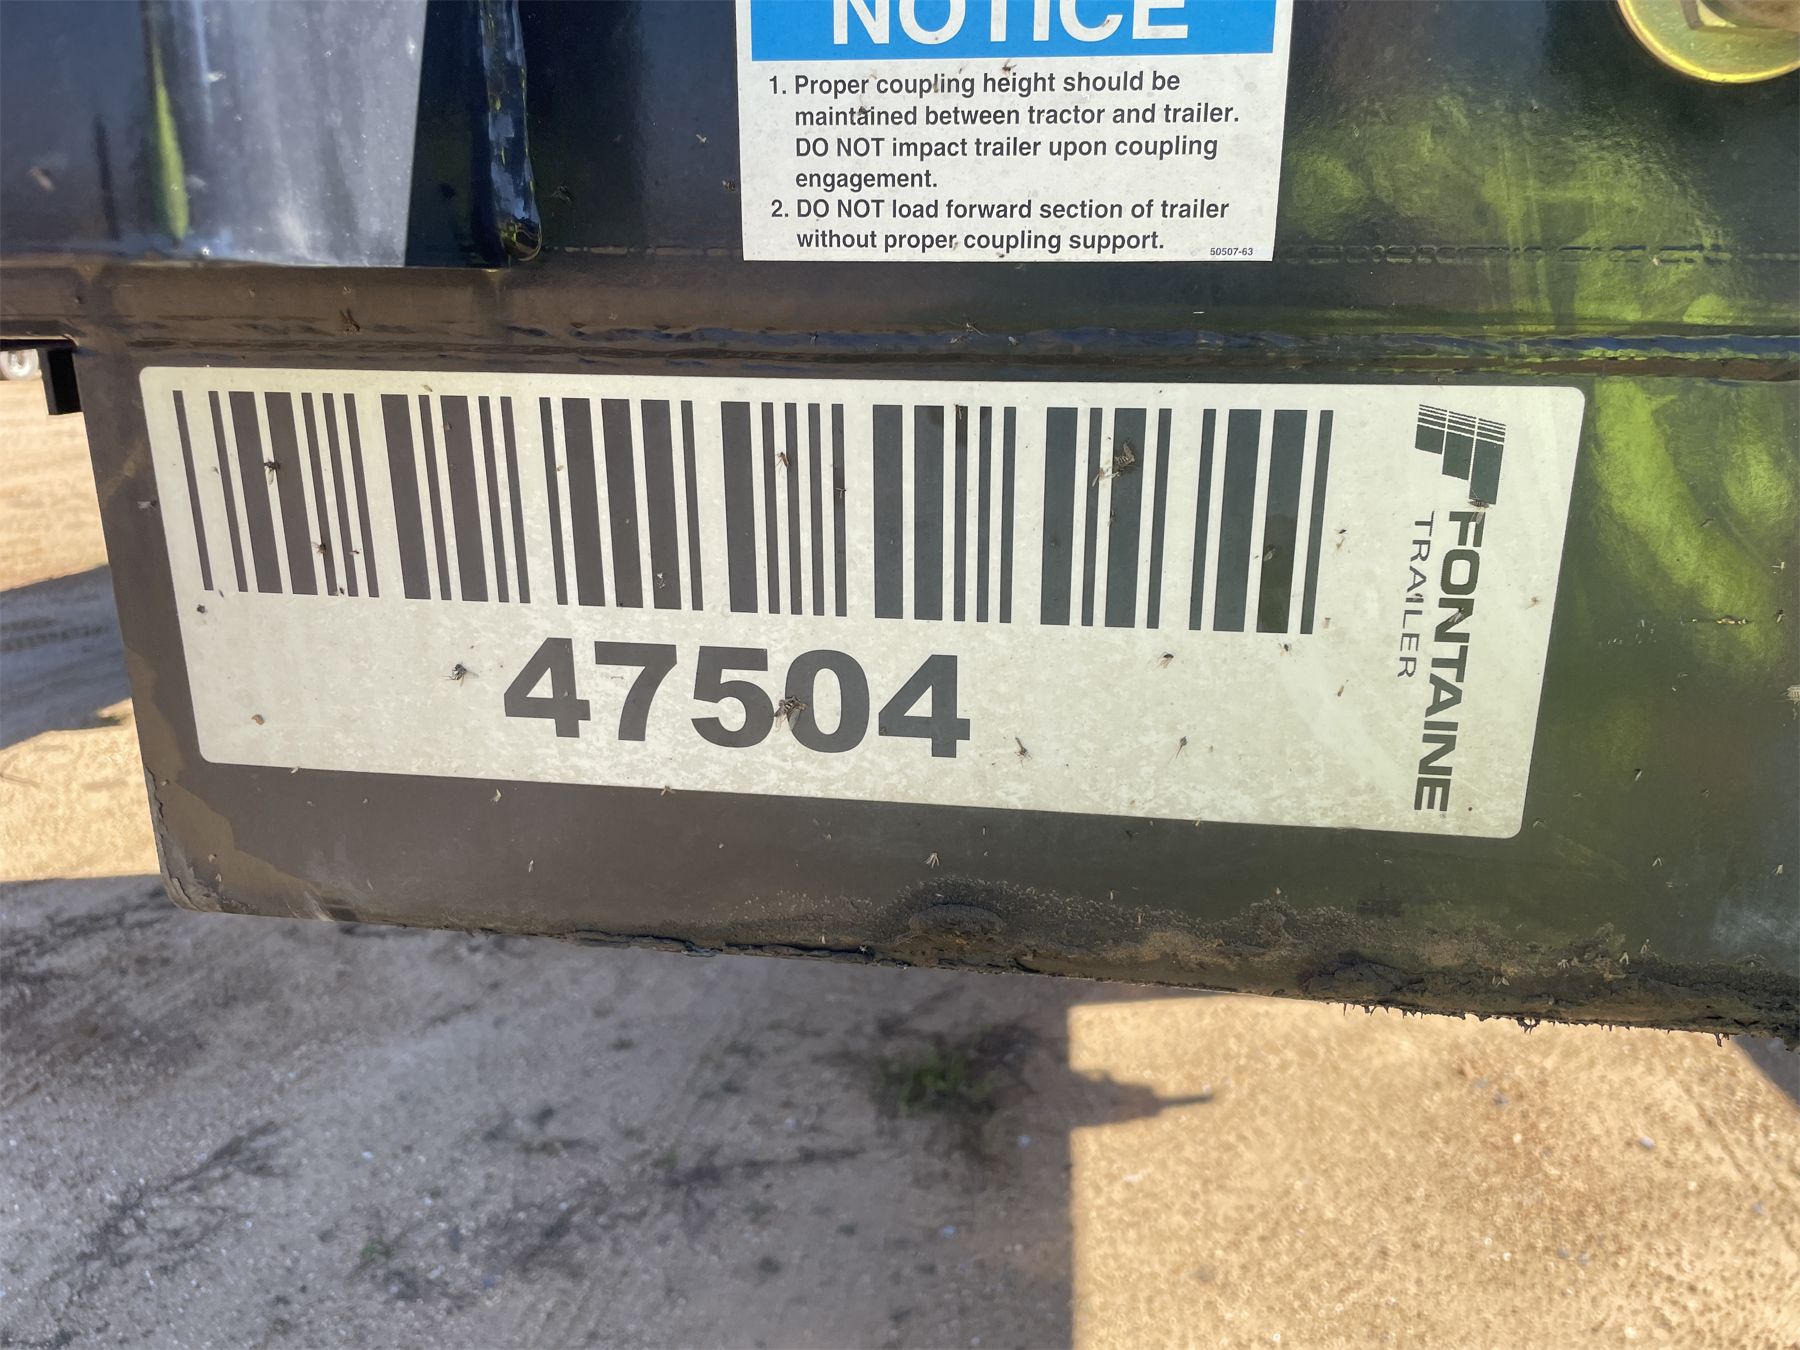 NOTICE
1. Proper coupling height should be
maintained between tractor and trailer.
DO NOT impact trailer upon coupling
engagement.
2. DO NOT load forward section of trailer
without proper coupling support.
50507-63
47504
FONTAINE
TRAILER